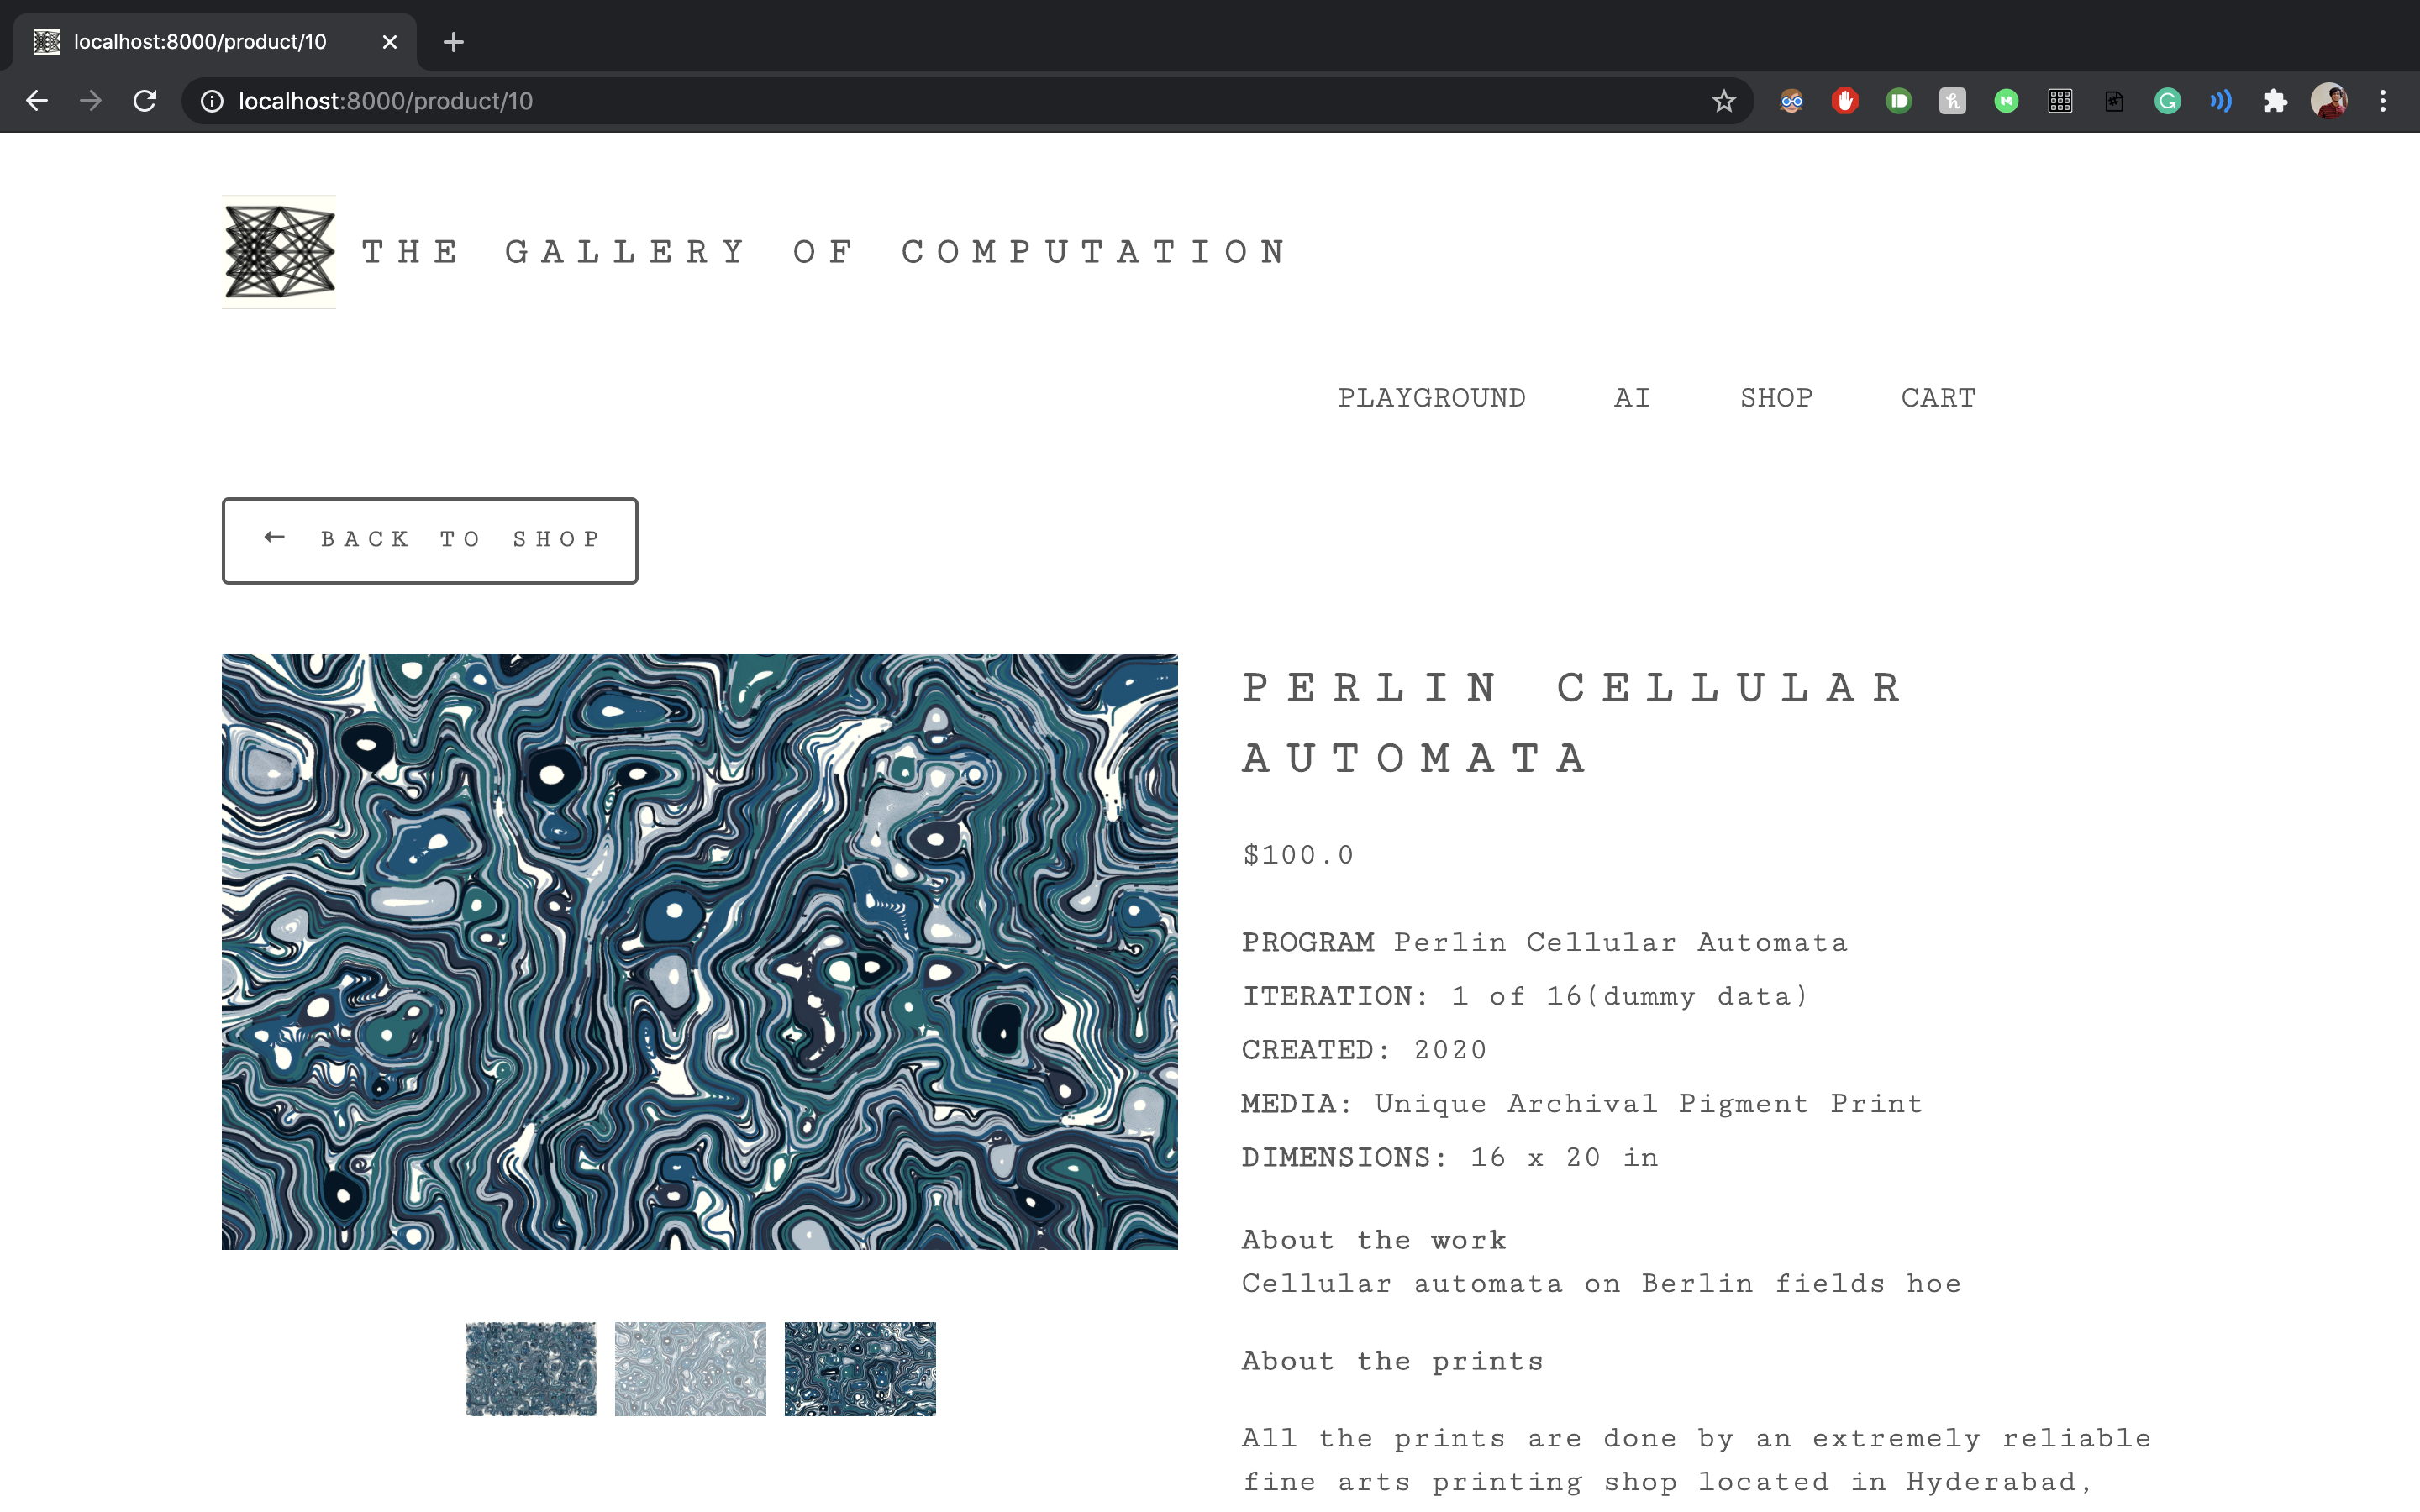 localhost:8000/product/10
localhost:8000/product/10
THE GALLERY OF COMPUTATION
PLAYGROUND AI SHOP CART
← BACK TO SHOP
PERLIN CELLULAR
AUTOMATA
$100.0
PROGRAM Perlin Cellular Automata
ITERATION: 1 of 16(dummy data)
CREATED: 2020
MEDIA: Unique Archival Pigment Print
DIMENSIONS: 16 x 20 in
About the work
Cellular automata on Berlin fields hoe
About the prints
All the prints are done by an extremely reliable
fine arts printing shop located in Hyderabad,